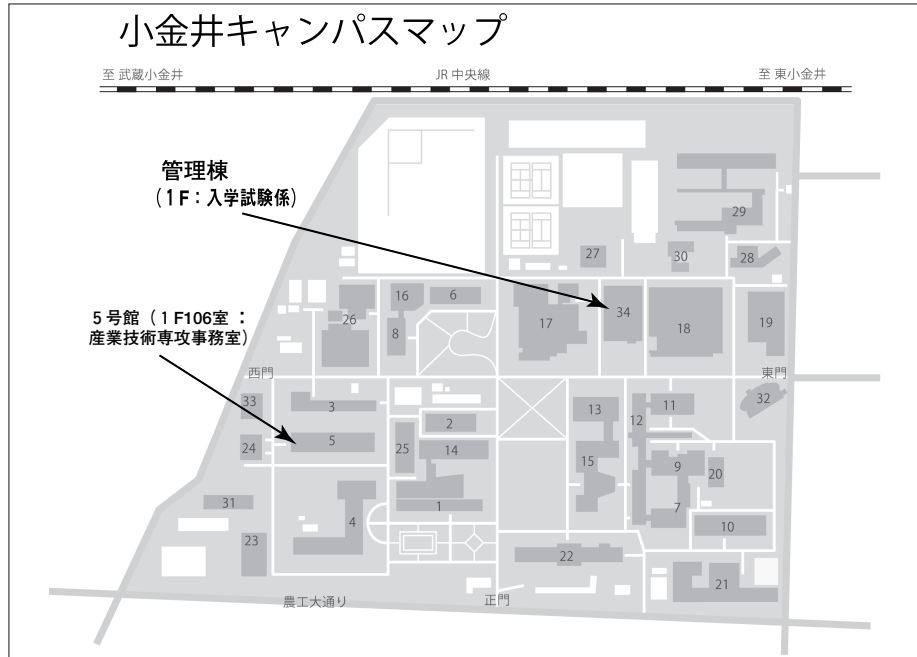 小金井キャンパスマップ
至 武蔵小金井
JR 中央線
至 東小金井
管理棟
（１F：入学試験係）
29
27
30
28
16
6
26
8
17
34
18
19
５号館（１F106室：
産業技術専攻事務室）
西門
東門
33
3
32
24
5
2
25
14
13
12
11
15
9
20
31
1
7
4
10
23
22
21
農工大通り
正門